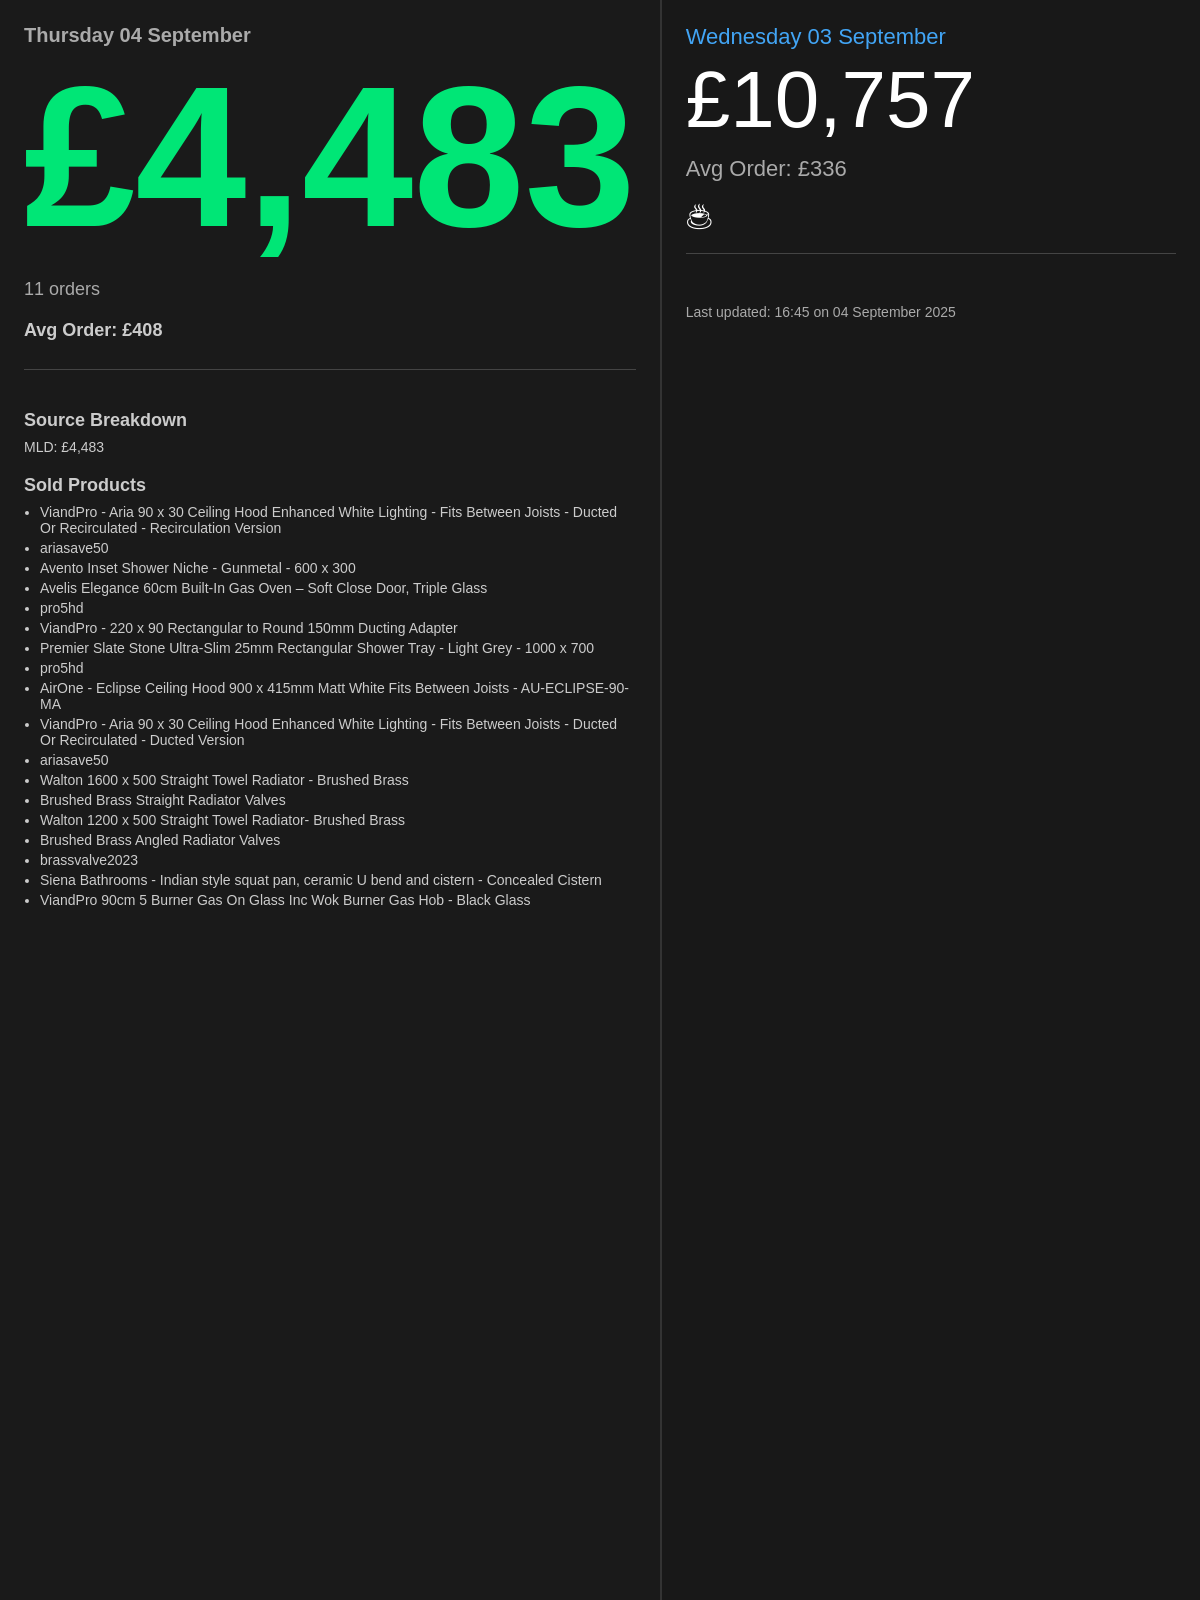 Thursday 04 September
£4,483
11 orders
Avg Order: £408
Source Breakdown
MLD: £4,483
Sold Products
• ViandPro - Aria 90 x 30 Ceiling Hood Enhanced White Lighting - Fits Between Joists - Ducted
Or Recirculated - Recirculation Version
• ariasave50
• Avento Inset Shower Niche - Gunmetal - 600 x 300
• Avelis Elegance 60cm Built-In Gas Oven – Soft Close Door, Triple Glass
• pro5hd
• ViandPro - 220 x 90 Rectangular to Round 150mm Ducting Adapter
• Premier Slate Stone Ultra-Slim 25mm Rectangular Shower Tray - Light Grey - 1000 x 700
• pro5hd
• AirOne - Eclipse Ceiling Hood 900 x 415mm Matt White Fits Between Joists - AU-ECLIPSE-90-
MA
• ViandPro - Aria 90 x 30 Ceiling Hood Enhanced White Lighting - Fits Between Joists - Ducted
Or Recirculated - Ducted Version
• ariasave50
• Walton 1600 x 500 Straight Towel Radiator - Brushed Brass
• Brushed Brass Straight Radiator Valves
• Walton 1200 x 500 Straight Towel Radiator- Brushed Brass
• Brushed Brass Angled Radiator Valves
• brassvalve2023
• Siena Bathrooms - Indian style squat pan, ceramic U bend and cistern - Concealed Cistern
• ViandPro 90cm 5 Burner Gas On Glass Inc Wok Burner Gas Hob - Black Glass
Wednesday 03 September
£10,757
Avg Order: £336
☕
Last updated: 16:45 on 04 September 2025